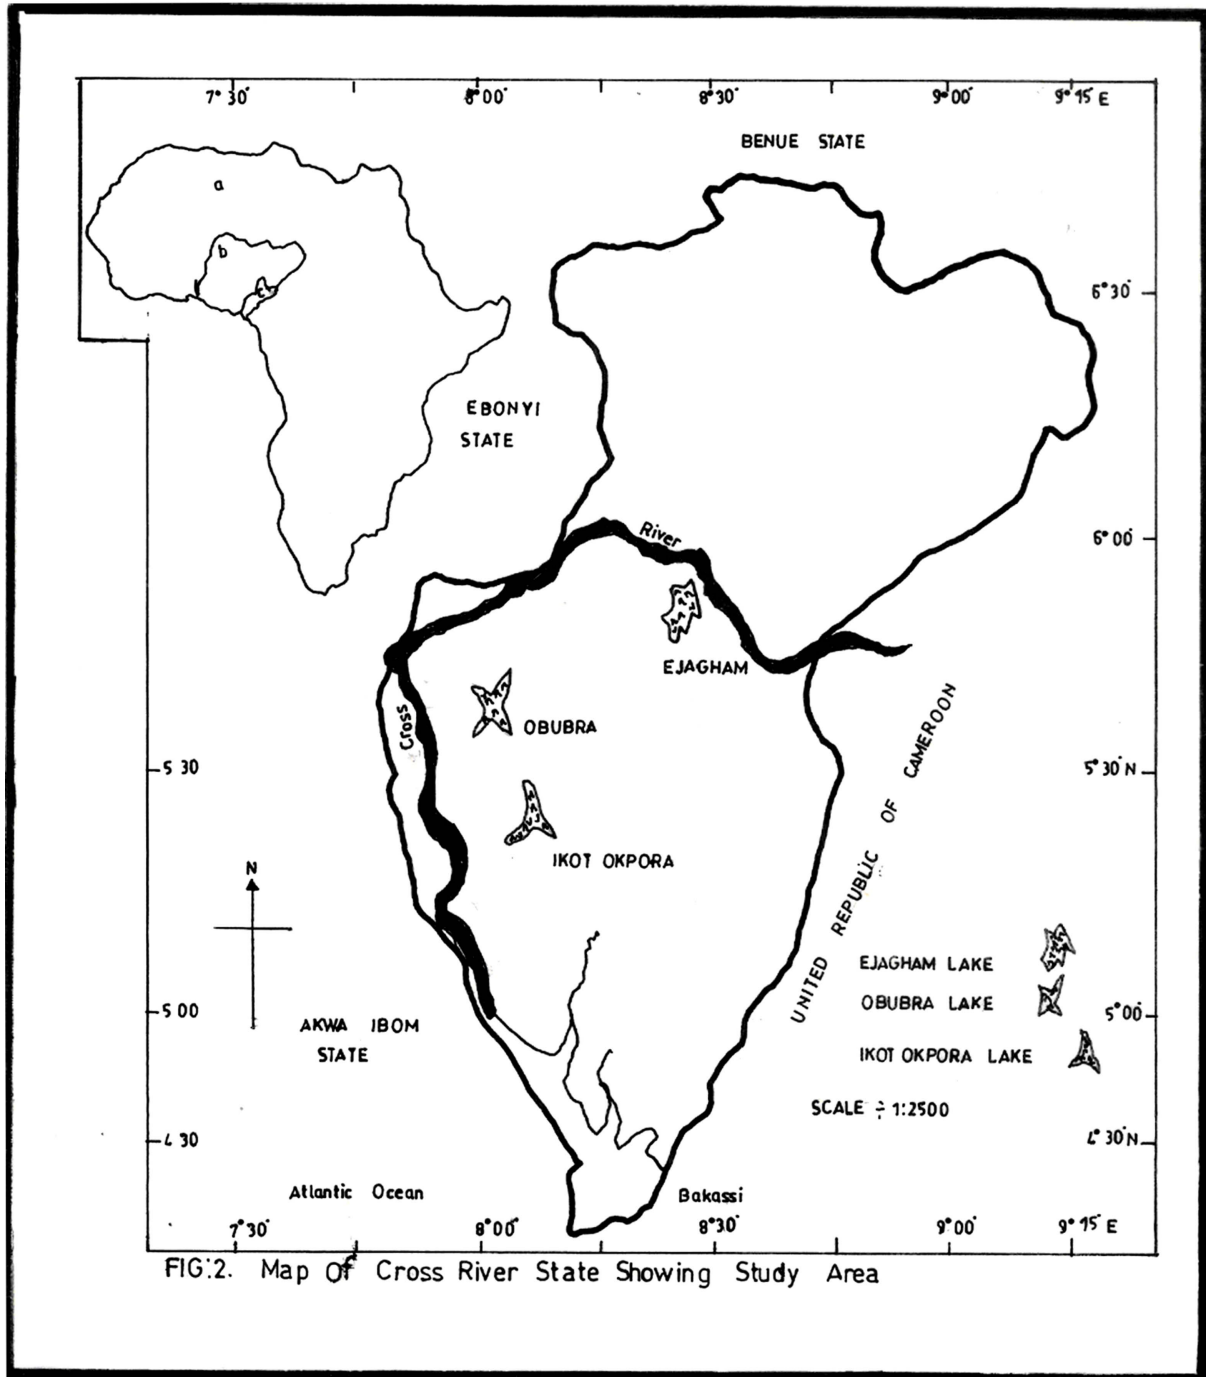 7°30' 8°00' 8°30' 9°00' 9°15' E
BENUE STATE
a
b
c
6°30'
EBONYI
STATE
River
6°00'
EJAGHAM
Cross
OBUBRA
UNITED REPUBLIC OF CAMEROON
5 30
5°30' N
IKOT OKPORA
N
EJAGHAM LAKE
OBUBRA LAKE
5 00
5°00'
AKWA IBOM
STATE
IKOT OKPORA LAKE
SCALE ÷ 1:2500
4 30
4°30' N
Atlantic Ocean
Bakassi
7°30' 8°00' 8°30' 9°00' 9°15' E
FIG:2. Map Of Cross River State Showing Study Area